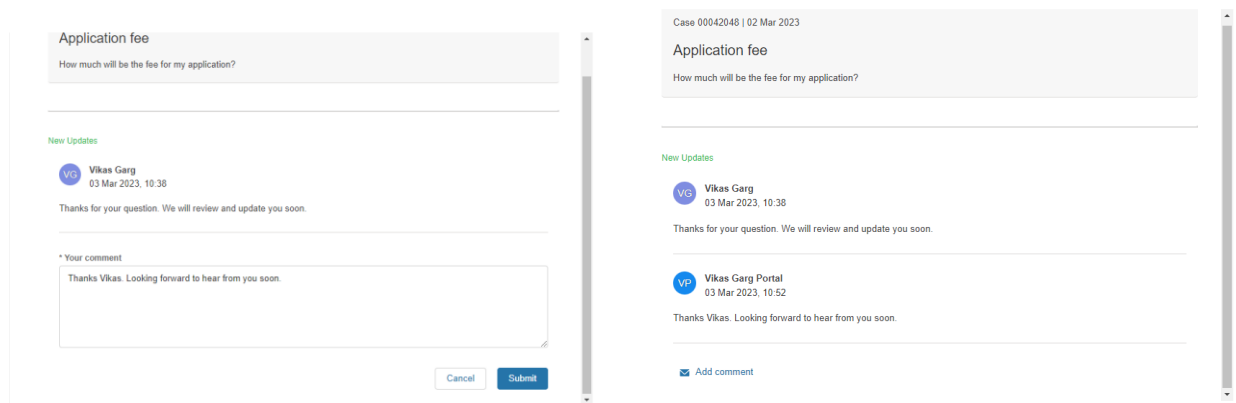 Application fee
How much will be the fee for my application?
New Updates
VG
Vikas Garg
03 Mar 2023, 10:38
Thanks for your question. We will review and update you soon.
* Your comment
Thanks Vikas. Looking forward to hear from you soon.
Cancel
Submit
Case 00042048 | 02 Mar 2023
Application fee
How much will be the fee for my application?
New Updates
VG
Vikas Garg
03 Mar 2023, 10:38
Thanks for your question. We will review and update you soon.
VP
Vikas Garg Portal
03 Mar 2023, 10:52
Thanks Vikas. Looking forward to hear from you soon.
Add comment